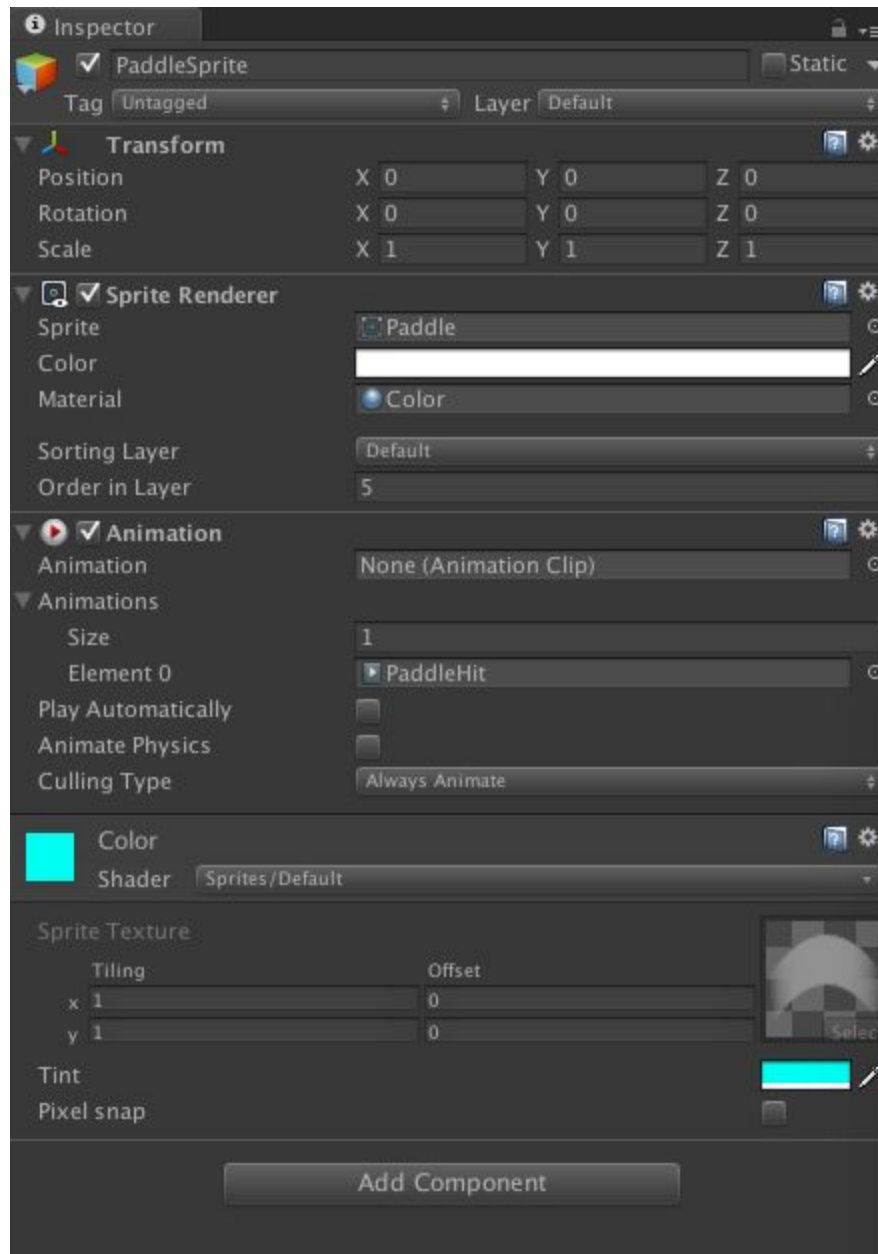 Inspector
PaddleSprite Static
Tag Untagged Layer Default
Transform
Position X 0 Y 0 Z 0
Rotation X 0 Y 0 Z 0
Scale X 1 Y 1 Z 1
Sprite Renderer
Sprite Paddle
Color
Material Color
Sorting Layer Default
Order in Layer 5
Animation
Animation None (Animation Clip)
Animations
Size 1
Element 0 PaddleHit
Play Automatically
Animate Physics
Culling Type Always Animate
Color
Shader Sprites/Default
Sprite Texture
Tiling Offset
x 1 0
y 1 0 Selec
Tint
Pixel snap
Add Component